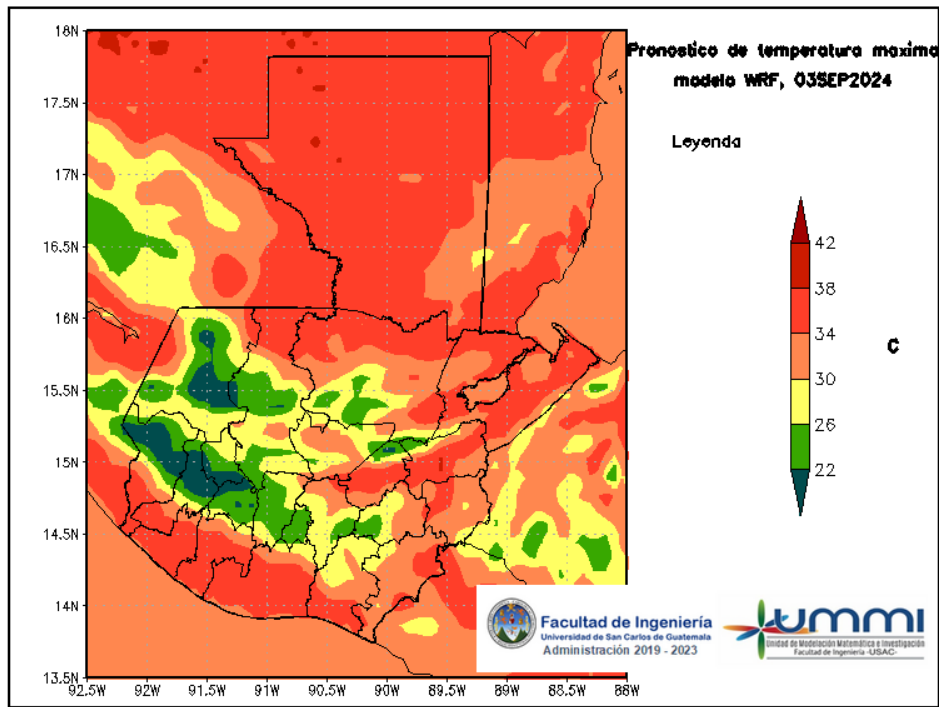 Pronostico de temperatura maxima
modelo WRF, 03SEP2024
Leyenda
18N
17.5N
17N
16.5N
16N
15.5N
15N
14.5N
14N
13.5N
92.5W
92W
91.5W
91W
90.5W
90W
89.5W
89W
88.5W
88W
42
38
34
30
26
22
C
Facultad de Ingeniería
Universidad de San Carlos de Guatemala
Administración 2019 - 2023
UMMI
Unidad de Modelación Matemática e Investigación
Facultad de Ingeniería -USAC-